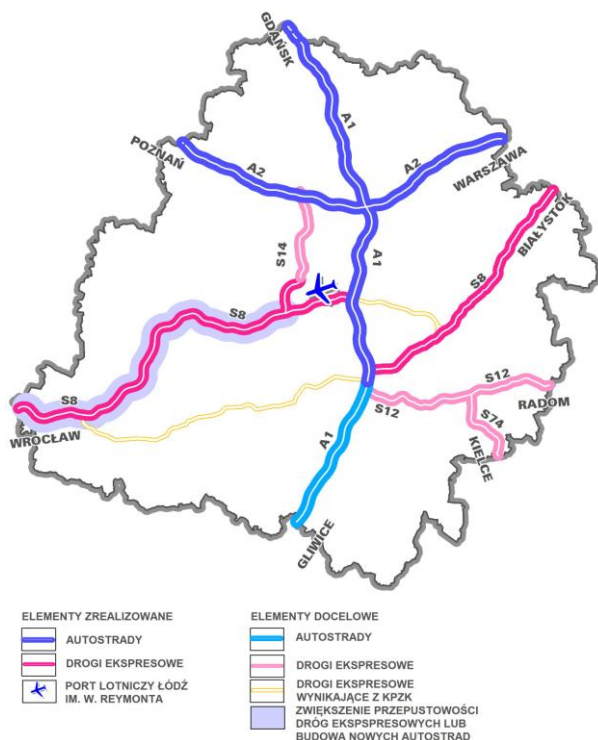 GDAŃSK
A1
POZNAŃ
A2
A2
WARSZAWA
BIAŁYSTOK
S14
A1
S8
S8
S8
WROCŁAW
S12
S12
RADOM
S74
KIELCE
A1
GLIWICE
ELEMENTY ZREALIZOWANE
AUTOSTRADY
DROGI EKSPRESOWE
PORT LOTNICZY ŁÓDŹ
IM. W. REYMONTA
ELEMENTY DOCELOWE
AUTOSTRADY
DROGI EKSPRESOWE
DROGI EKSPRESOWE
WYNIKAJĄCE Z KPZK
ZWIĘKSZENIE PRZEPUSTOWOŚCI
DRÓG EKSPSPRESOWYCH LUB
BUDOWA NOWYCH AUTOSTRAD